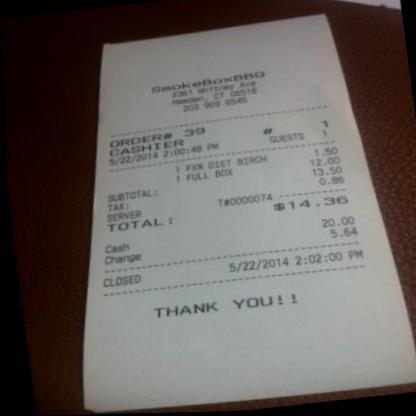 SmokeBoxBBQ
2361 Whitney Ave
Hamden, CT 06518
203 909 6545
ORDER# 39 # 1
CASHIER GUESTS 1
5/22/2014 2:00:48 PM
1 FXN DIET BIRCH 1.50
1 FULL BOX 12.00
SUBTOTAL: 13.50
TAX: 0.86
SERVER T#0000074
TOTAL: $14.36
Cash 20.00
Change 5.64
CLOSED 5/22/2014 2:02:00 PM
THANK YOU!!